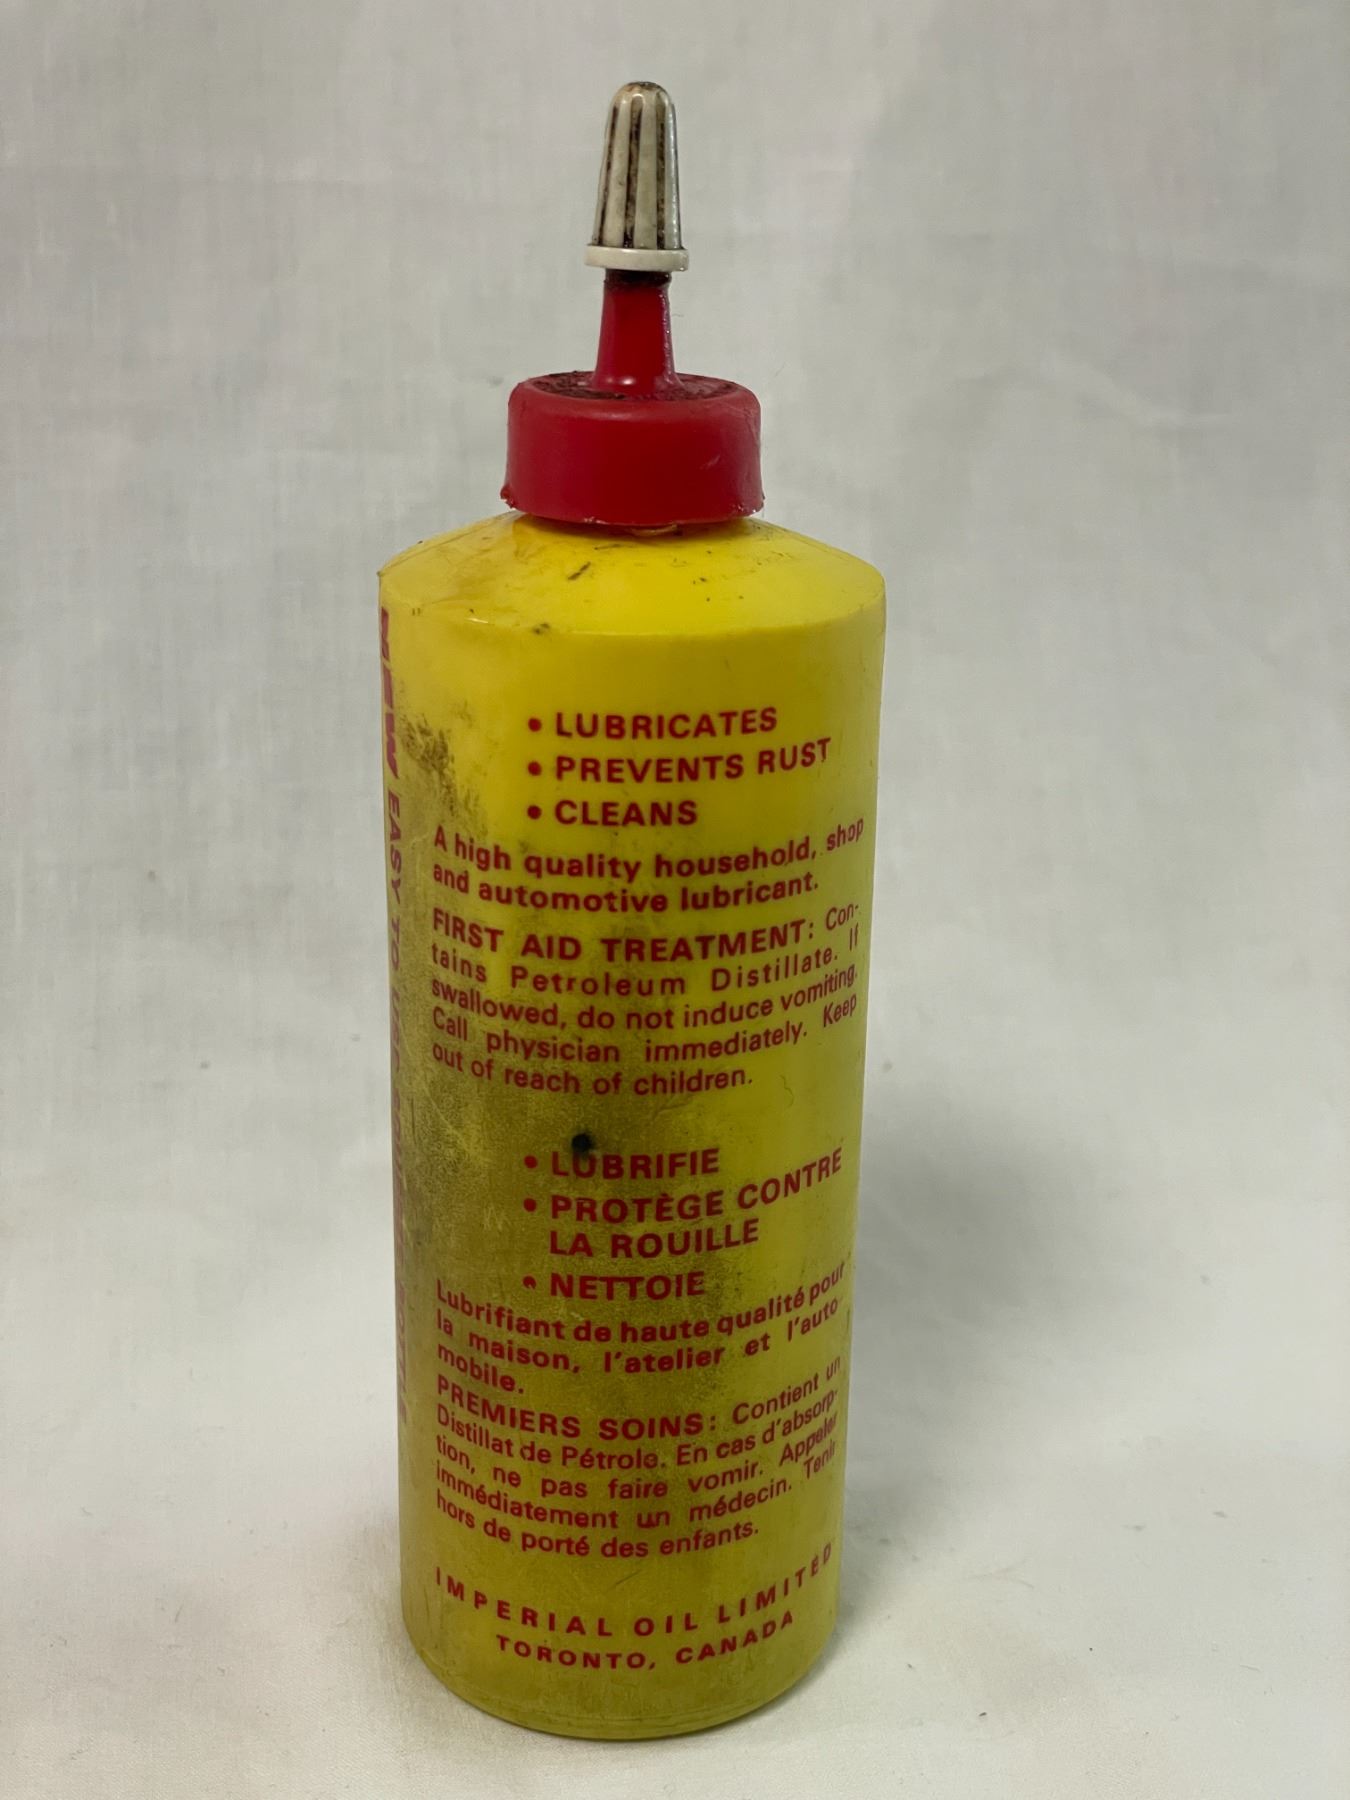 • LUBRICATES
• PREVENTS RUST
• CLEANS
A high quality household, shop
and automotive lubricant.
FIRST AID TREATMENT: Con-
tains Petroleum Distillate. If
swallowed, do not induce vomiting.
Call physician immediately. Keep
out of reach of children.
• LUBRIFIE
• PROTÈGE CONTRE
LA ROUILLE
• NETTOIE
Lubrifiant de haute qualité pour
la maison, l'atelier et l'auto
mobile.
PREMIERS SOINS: Contient un
Distillat de Pétrole. En cas d'absorp-
tion, ne pas faire vomir. Appeler
immédiatement un médecin. Tenir
hors de porté des enfants.
IMPERIAL OIL LIMITED
TORONTO, CANADA
NEW EASY TO USE SQUEEZE BOTTLE